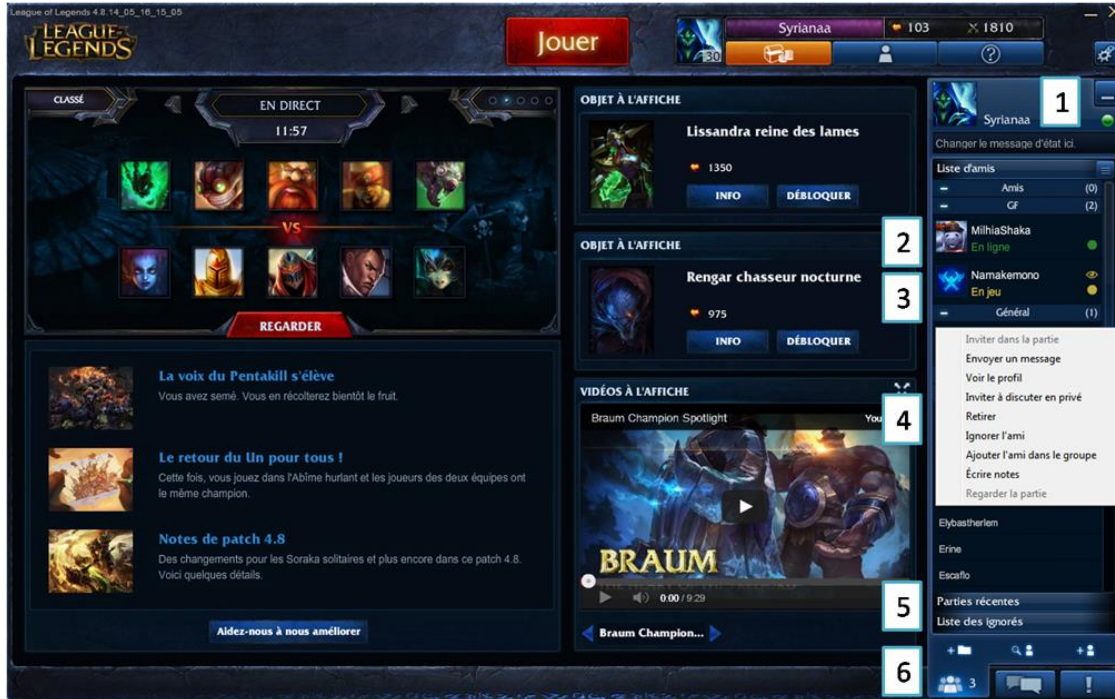 League of Legends 4.8.14_05_16_15_05
LEAGUE OF LEGENDS
Jouer
30
Syrianaa
103
1810
?
CLASSÉ
EN DIRECT
11:57
VS
REGARDER
La voix du Pentakill s'élève
Vous avez semé. Vous en récolterez bientôt le fruit.
Le retour du Un pour tous !
Cette fois, vous jouez dans l'Abîme hurlant et les joueurs des deux équipes ont
le même champion.
Notes de patch 4.8
Des changements pour les Soraka solitaires et plus encore dans ce patch 4.8.
Voici quelques détails.
Aidez-nous à nous améliorer
OBJET À L'AFFICHE
Lissandra reine des lames
1350
INFO
DÉBLOQUER
OBJET À L'AFFICHE
Rengar chasseur nocturne
975
INFO
DÉBLOQUER
VIDÉOS À L'AFFICHE
Braum Champion Spotlight
You
BRAUM
0:00 / 9:29
Braum Champion...
1
2
3
4
5
6
Syrianaa
Changer le message d'état ici.
Liste d'amis
Amis (0)
GF (2)
MilhiaShaka
En ligne
Namakemono
En jeu
Général (1)
Inviter dans la partie
Envoyer un message
Voir le profil
Inviter à discuter en privé
Retirer
Ignorer l'ami
Ajouter l'ami dans le groupe
Écrire notes
Regarder la partie
Elybastherlem
Erine
Escaflo
Parties récentes
Liste des ignorés
3
!